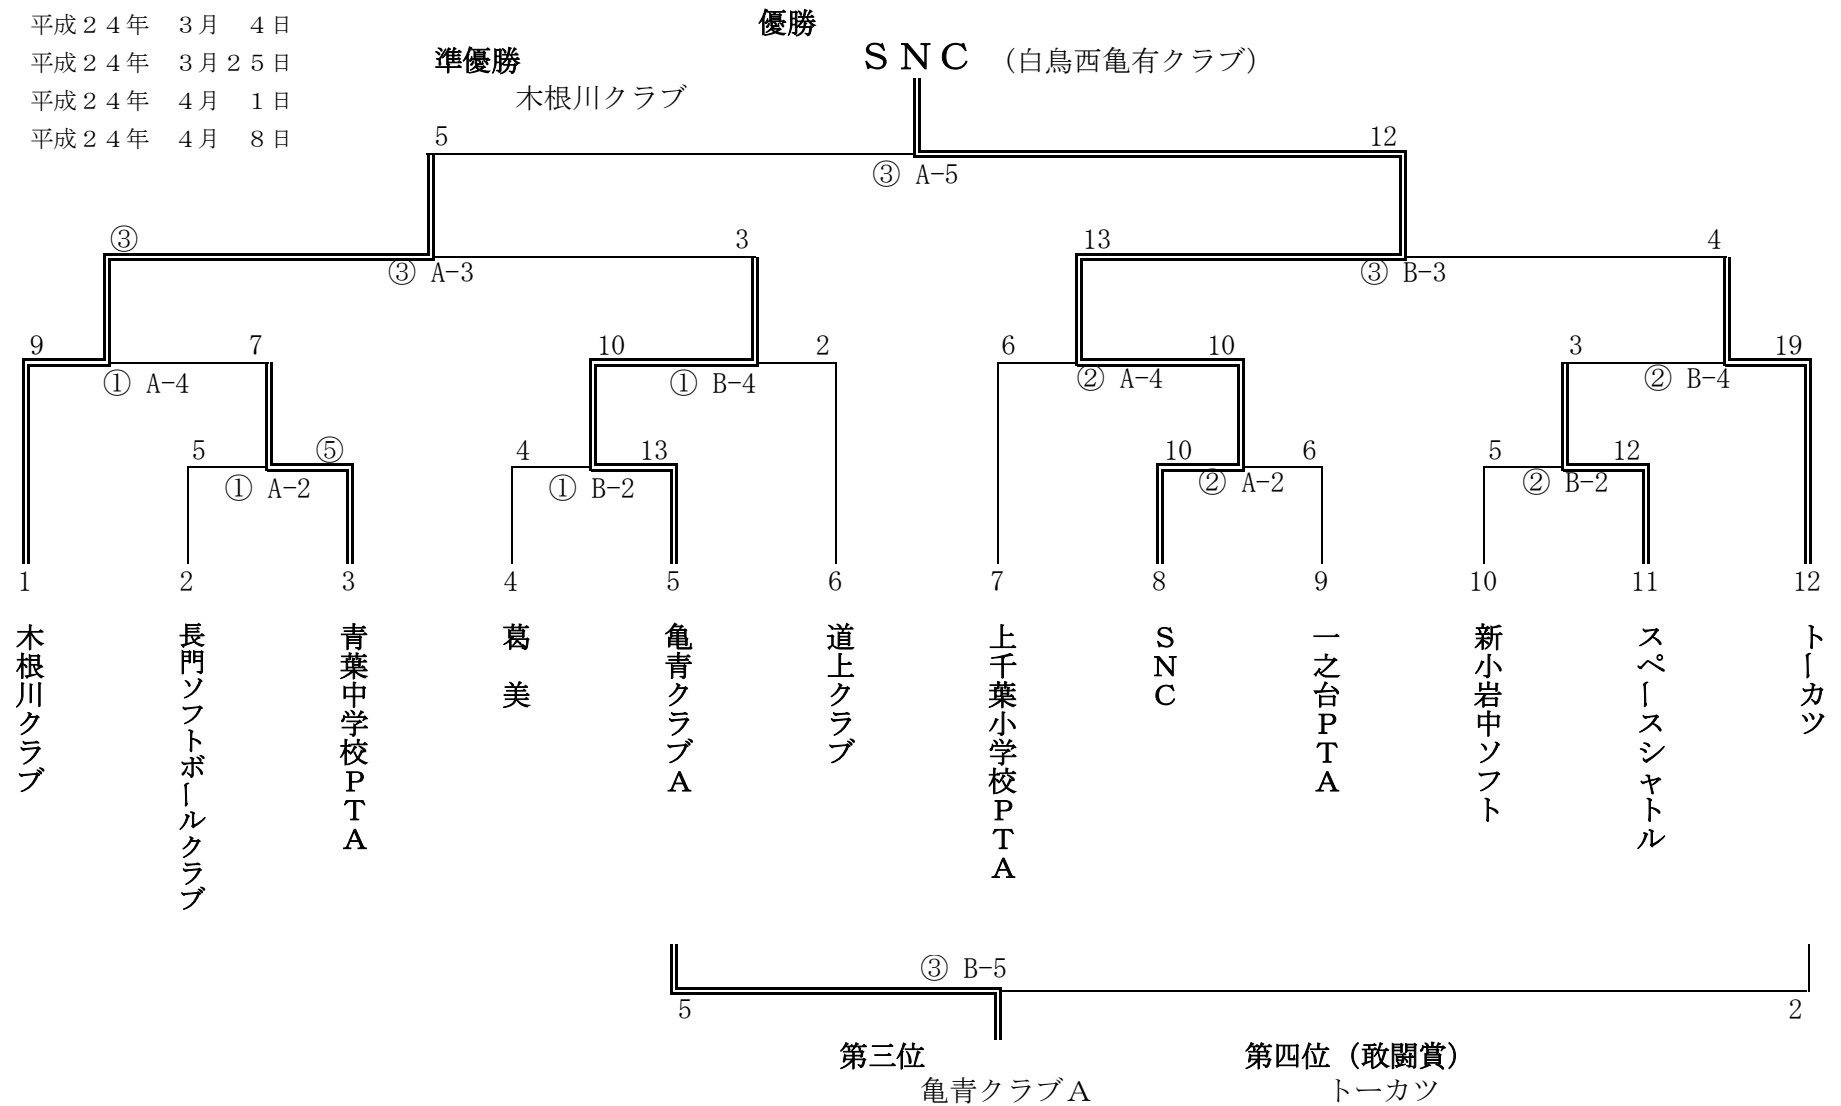 平成２４年　３月　４日
優勝
平成２４年　３月２５日
準優勝
ＳＮＣ　（白鳥西亀有クラブ）
平成２４年　４月　１日
木根川クラブ
平成２４年　４月　８日
5　12
③ A-5
③　3　13　4
③ A-3　③ B-3
9　7　10　2　6　10　3　19
① A-4　① B-4　② A-4　② B-4
5　⑤　4　13　10　6　5　12
① A-2　① B-2　② A-2　② B-2
1　2　3　4　5　6　7　8　9　10　11　12
木根川クラブ
長門ソフトボールクラブ
青葉中学校ＰＴＡ
葛　美
亀青クラブＡ
道上クラブ
上千葉小学校ＰＴＡ
ＳＮＣ
一之台ＰＴＡ
新小岩中ソフト
スペースシャトル
トーカツ
③ B-5
5　2
第三位　第四位（敢闘賞）
亀青クラブＡ　トーカツ